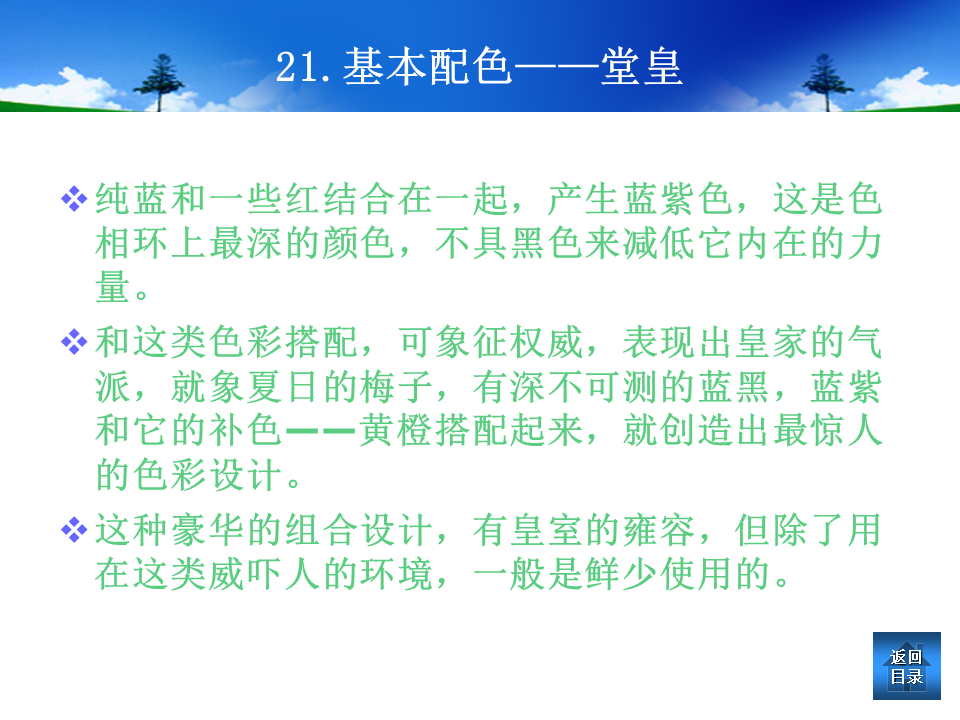 21.基本配色——堂皇
纯蓝和一些红结合在一起，产生蓝紫色，这是色
相环上最深的颜色，不具黑色来减低它内在的力
量。
和这类色彩搭配，可象征权威，表现出皇家的气
派，就象夏日的梅子，有深不可测的蓝黑，蓝紫
和它的补色——黄橙搭配起来，就创造出最惊人
的色彩设计。
这种豪华的组合设计，有皇室的雍容，但除了用
在这类威吓人的环境，一般是鲜少使用的。
返回
目录